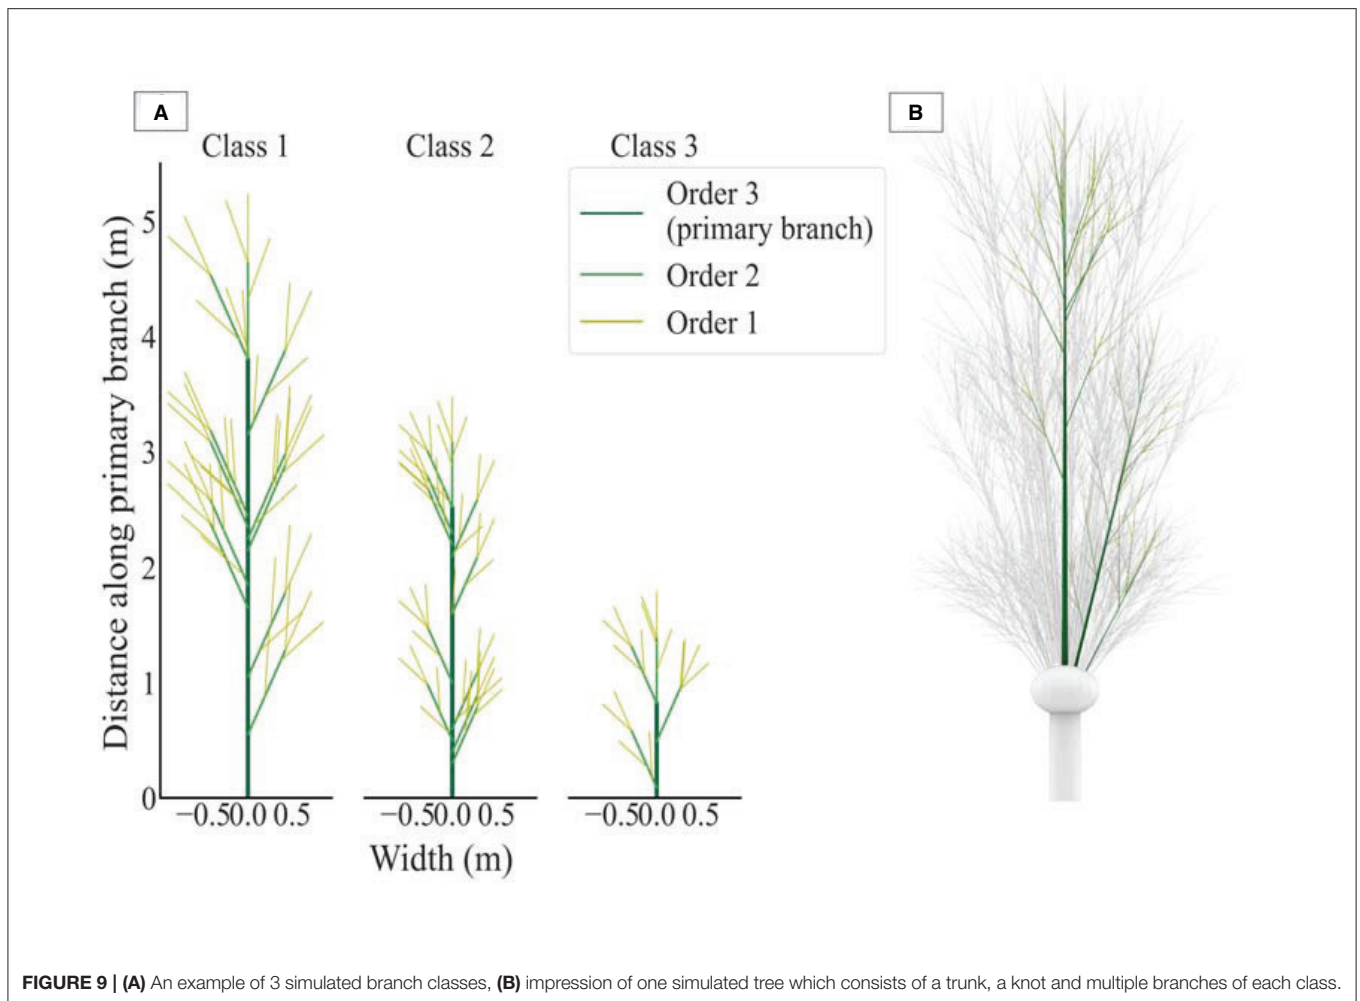 A
B
Class 1
Class 2
Class 3
Order 3
(primary branch)
Order 2
Order 1
Distance along primary branch (m)
5
4
3
2
1
0
−0.50.0 0.5
−0.50.0 0.5
−0.50.0 0.5
Width (m)
FIGURE 9 | (A) An example of 3 simulated branch classes, (B) impression of one simulated tree which consists of a trunk, a knot and multiple branches of each class.